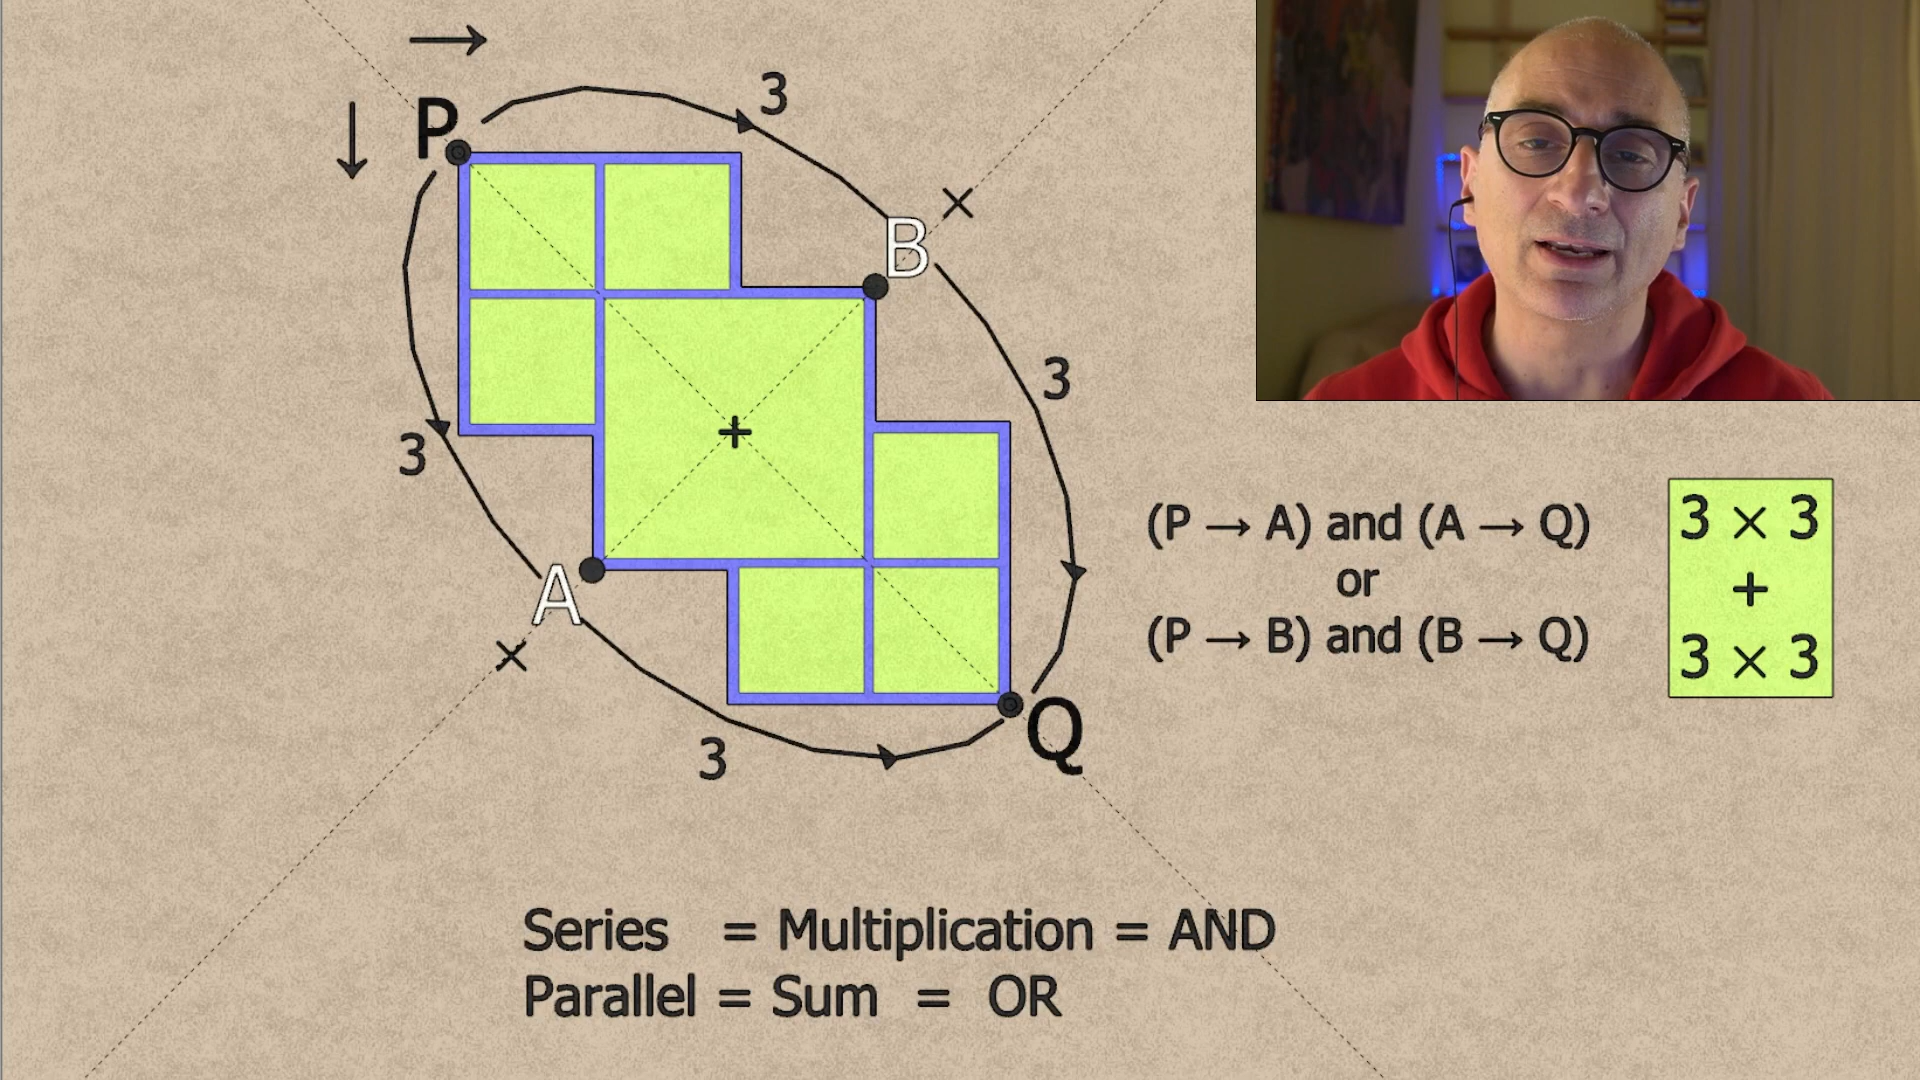 P
3
B
×
3
3
+
A
×
3
Q
(P → A) and (A → Q)
or
(P → B) and (B → Q)
3 × 3
+
3 × 3
Series = Multiplication = AND
Parallel = Sum = OR